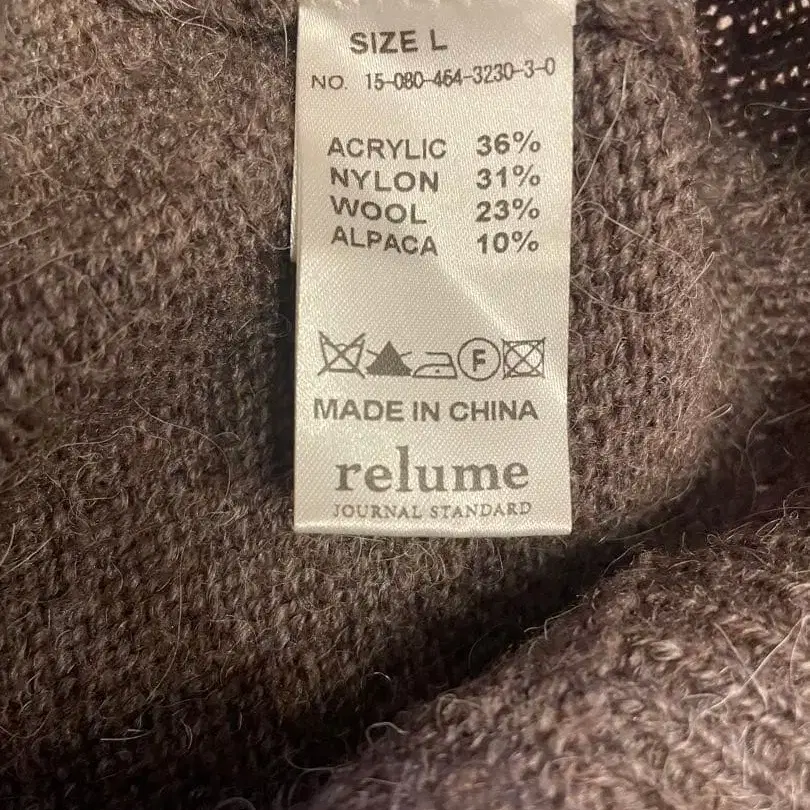 SIZE L
NO. 15-080-464-3230-3-0
ACRYLIC 36%
NYLON 31%
WOOL 23%
ALPACA 10%
F
MADE IN CHINA
relume
JOURNAL STANDARD